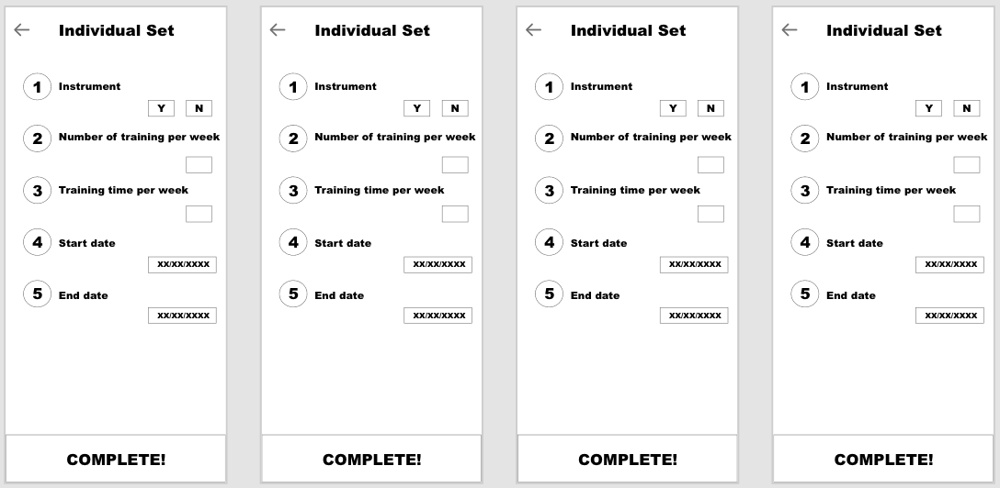 Individual Set
1 Instrument
Y N
2 Number of training per week
3 Training time per week
4 Start date
XX/XX/XXXX
5 End date
XX/XX/XXXX
COMPLETE!
Individual Set
1 Instrument
Y N
2 Number of training per week
3 Training time per week
4 Start date
XX/XX/XXXX
5 End date
XX/XX/XXXX
COMPLETE!
Individual Set
1 Instrument
Y N
2 Number of training per week
3 Training time per week
4 Start date
XX/XX/XXXX
5 End date
XX/XX/XXXX
COMPLETE!
Individual Set
1 Instrument
Y N
2 Number of training per week
3 Training time per week
4 Start date
XX/XX/XXXX
5 End date
XX/XX/XXXX
COMPLETE!